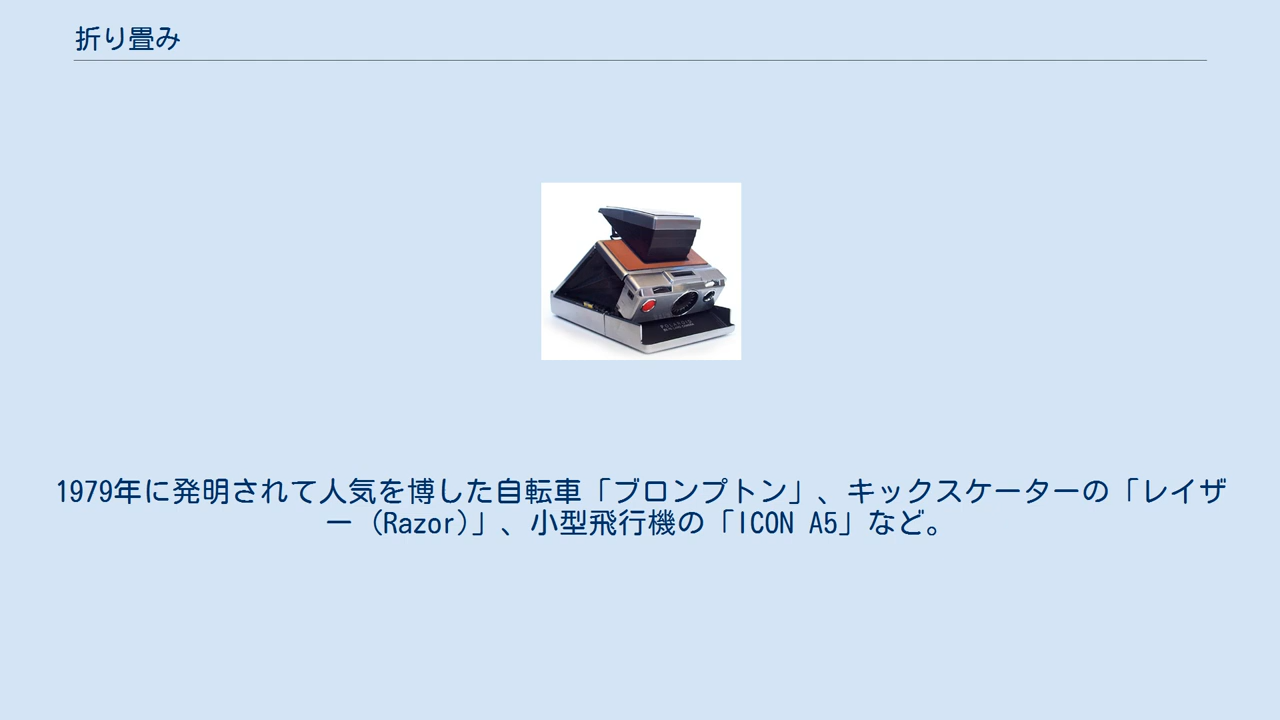 折り畳み
POLAROID
1979年に発明されて人気を博した自転車「ブロンプトン」、キックスケーターの「レイザ
ー (Razor)」、小型飛行機の「ICON A5」など。